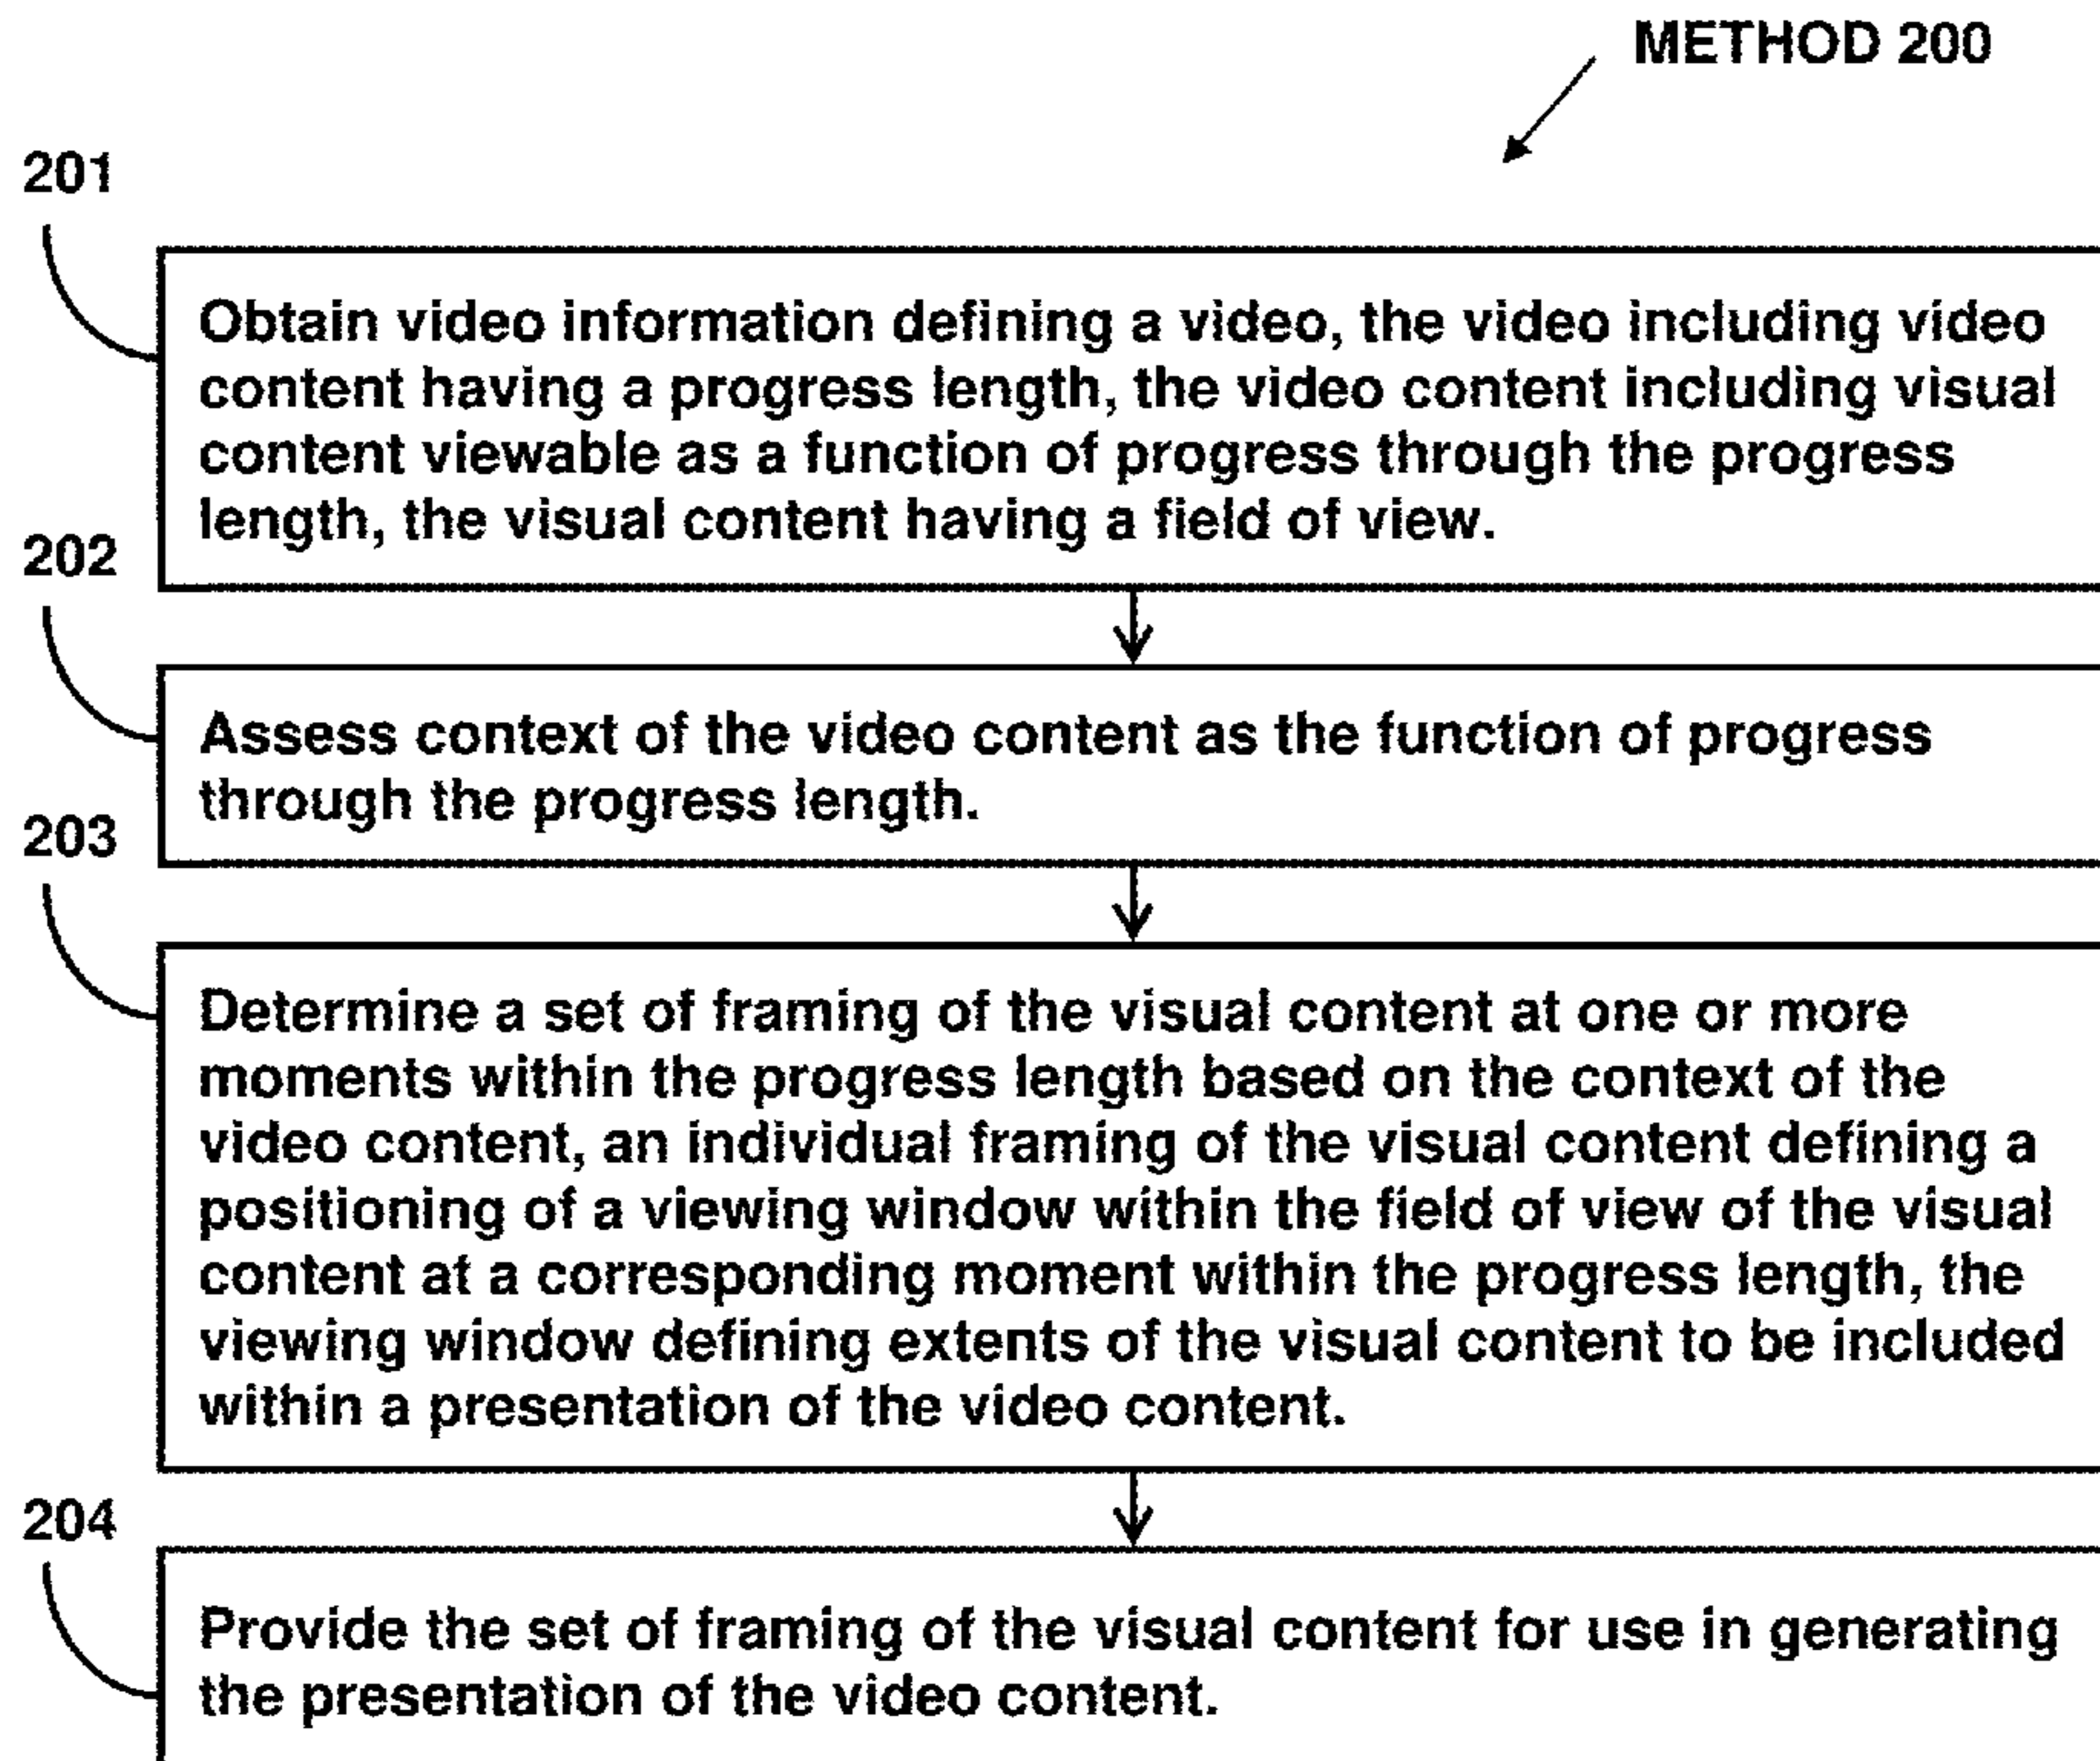 METHOD 200
201
Obtain video information defining a video, the video including video
content having a progress length, the video content including visual
content viewable as a function of progress through the progress
length, the visual content having a field of view.
202
Assess context of the video content as the function of progress
through the progress length.
203
Determine a set of framing of the visual content at one or more
moments within the progress length based on the context of the
video content, an individual framing of the visual content defining a
positioning of a viewing window within the field of view of the visual
content at a corresponding moment within the progress length, the
viewing window defining extents of the visual content to be included
within a presentation of the video content.
204
Provide the set of framing of the visual content for use in generating
the presentation of the video content.